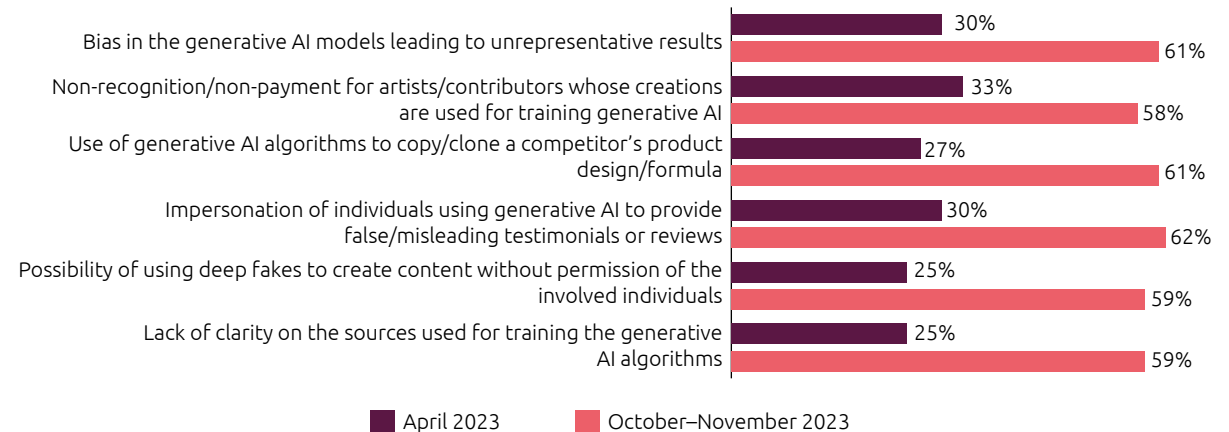 30%
Bias in the generative AI models leading to unrepresentative results
61%
Non-recognition/non-payment for artists/contributors whose creations
are used for training generative AI
33%
58%
Use of generative AI algorithms to copy/clone a competitor’s product
design/formula
27%
61%
Impersonation of individuals using generative AI to provide
false/misleading testimonials or reviews
30%
62%
Possibility of using deep fakes to create content without permission of the
involved individuals
25%
59%
Lack of clarity on the sources used for training the generative
AI algorithms
25%
59%
April 2023
October–November 2023